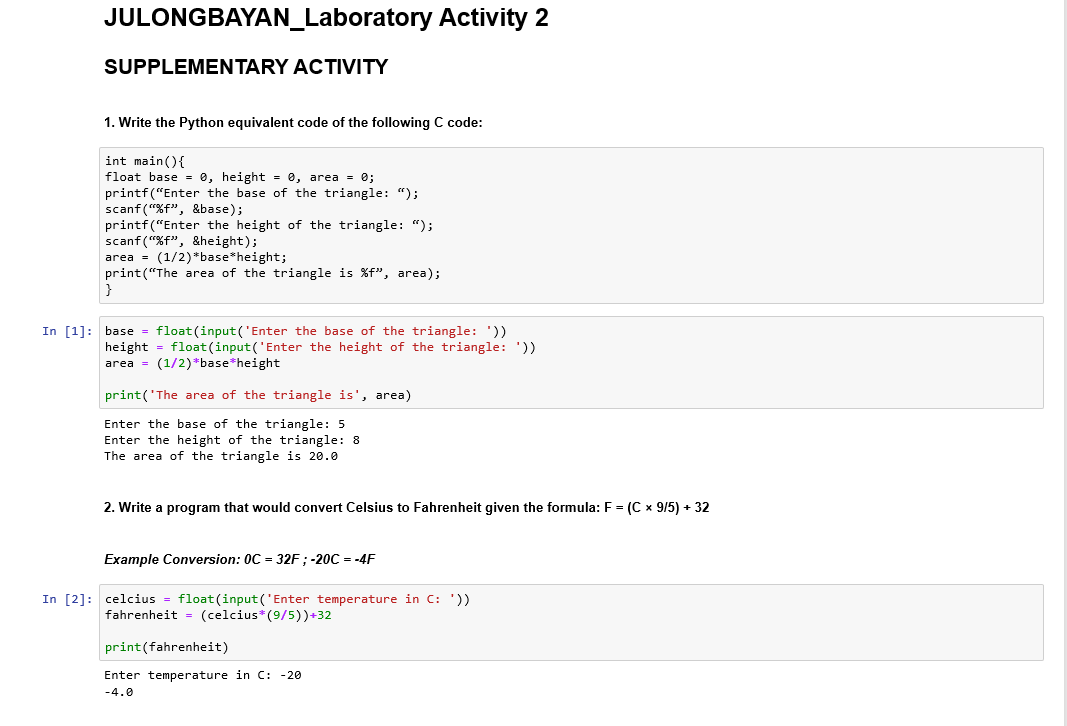 JULONGBAYAN_Laboratory Activity 2
SUPPLEMENTARY ACTIVITY
1. Write the Python equivalent code of the following C code:
int main(){
float base = 0, height = 0, area = 0;
printf(“Enter the base of the triangle: “);
scanf(“%f”, &base);
printf(“Enter the height of the triangle: “);
scanf(“%f”, &height);
area = (1/2)*base*height;
print(“The area of the triangle is %f”, area);
}
In [1]: base = float(input('Enter the base of the triangle: '))
height = float(input('Enter the height of the triangle: '))
area = (1/2)*base*height
print('The area of the triangle is', area)
Enter the base of the triangle: 5
Enter the height of the triangle: 8
The area of the triangle is 20.0
2. Write a program that would convert Celsius to Fahrenheit given the formula: F = (C × 9/5) + 32
Example Conversion: 0C = 32F ; -20C = -4F
In [2]: celcius = float(input('Enter temperature in C: '))
fahrenheit = (celcius*(9/5))+32
print(fahrenheit)
Enter temperature in C: -20
-4.0